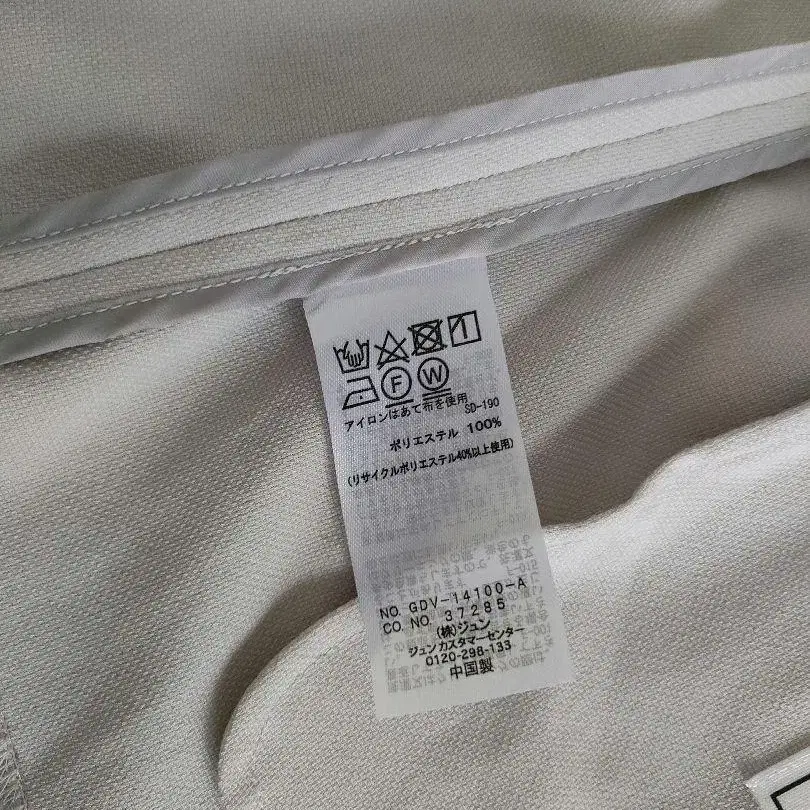 F W
アイロンはあて布を使用
SD-190
ポリエステル 100%
(リサイクルポリエステル40%以上使用)
NO. GDV-14100-A
CO. NO. 37285
(株)ジュン
ジュンカスタマーセンター
0120-298-133
中国製